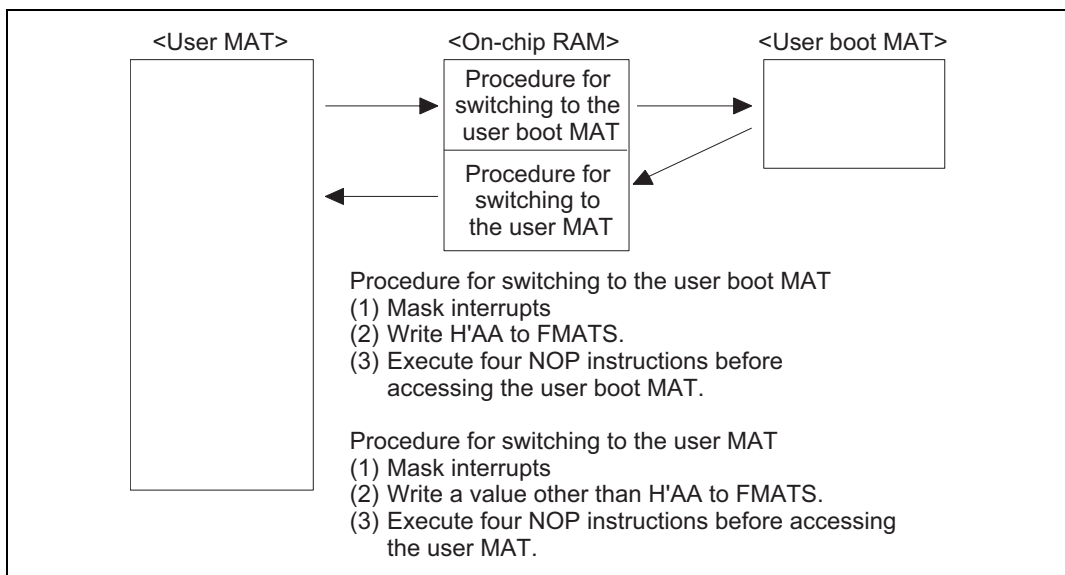 <User MAT>
<On-chip RAM>
<User boot MAT>
Procedure for
switching to the
user boot MAT
Procedure for
switching to
the user MAT
Procedure for switching to the user boot MAT
(1) Mask interrupts
(2) Write H'AA to FMATS.
(3) Execute four NOP instructions before
accessing the user boot MAT.
Procedure for switching to the user MAT
(1) Mask interrupts
(2) Write a value other than H'AA to FMATS.
(3) Execute four NOP instructions before accessing
the user MAT.